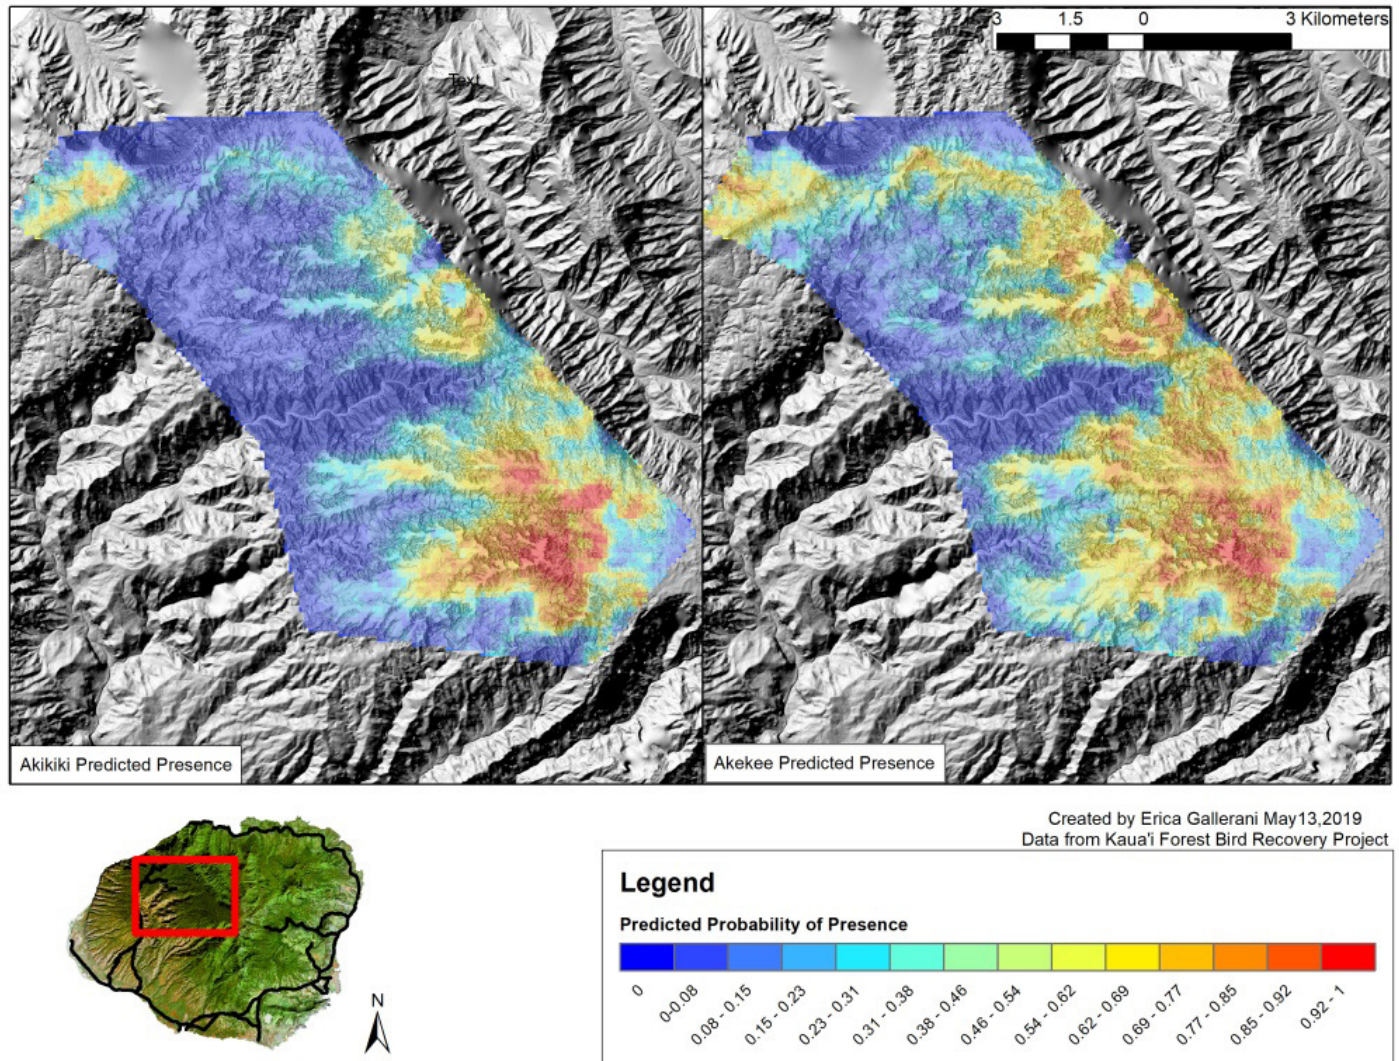 3 1.5 0 3 Kilometers
Text
Akikiki Predicted Presence
Akekee Predicted Presence
Created by Erica Gallerani May13,2019
Data from Kaua'i Forest Bird Recovery Project
Legend
Predicted Probability of Presence
0
0-0.08
0.08 - 0.15
0.15 - 0.23
0.23 - 0.31
0.31 - 0.38
0.38 - 0.46
0.46 - 0.54
0.54 - 0.62
0.62 - 0.69
0.69 - 0.77
0.77 - 0.85
0.85 - 0.92
0.92 - 1
N